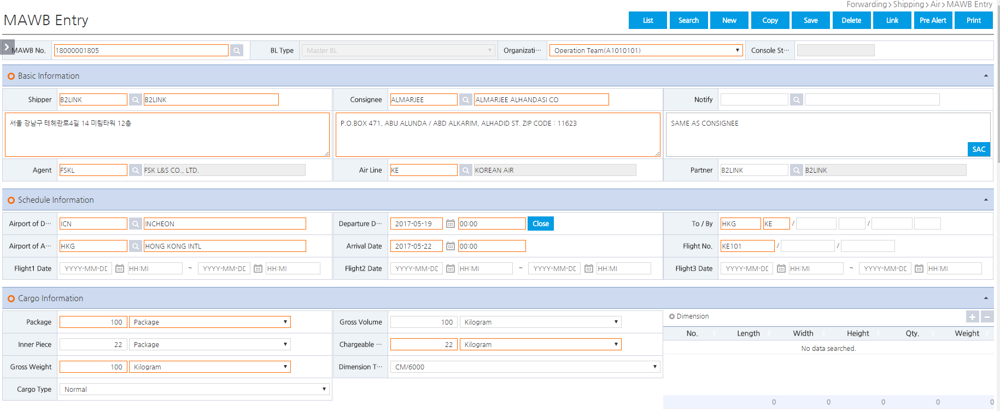 Forwarding > Shipping > Air > MAWB Entry
MAWB Entry
List Search New Copy Save Delete Link Pre Alert Print
MAWB No. 18000001805 BL Type Master BL Organizati··· Operation Team(A1010101) Console St···
Basic Information
Shipper B2LINK B2LINK Consignee ALMARJEE ALMARJEE ALHANDASI CO Notify
서울 강남구 테헤란로4길 14 미림타워 12층 P.O.BOX 471, ABU ALUNDA / ABD ALKARIM, ALHADID ST. ZIP CODE : 11623 SAME AS CONSIGNEE
SAC
Agent FSKL FSK L&S CO., LTD. Air Line KE KOREAN AIR Partner B2LINK B2LINK
Schedule Information
Airport of D··· ICN INCHEON Departure D··· 2017-05-19 00:00 Close To / By HKG KE / /
Airport of A··· HKG HONG KONG INTL Arrival Date 2017-05-22 00:00 Flight No. KE101 / /
Flight1 Date YYYY-MM-DD HH:MI ~ YYYY-MM-DD HH:MI Flight2 Date YYYY-MM-DD HH:MI ~ YYYY-MM-DD HH:MI Flight3 Date YYYY-MM-DD HH:MI ~ YYYY-MM-DD HH:MI
Cargo Information
Package 100 Package Gross Volume 100 Kilogram Dimension
No. Length Width Height Qty. Weight
Inner Piece 22 Package Chargeable ··· 22 Kilogram No data searched.
Gross Weight 100 Kilogram Dimension T··· CM/6000
Cargo Type Normal
0 0 0 0 0